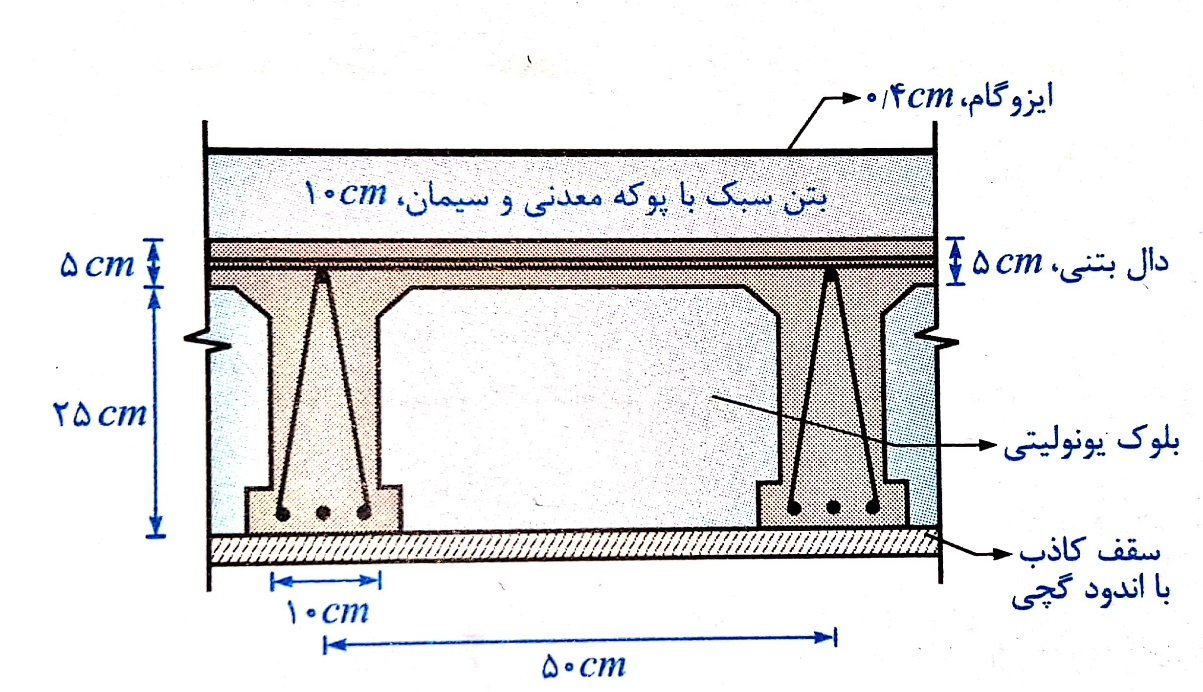 ایزوگام، ۰/۴cm
بتن سبک با پوکه معدنی و سیمان، ۱۰cm
۵ cm
دال بتنی، ۵ cm
۲۵ cm
بلوک یونولیتی
سقف کاذب
با اندود گچی
۱۰cm
۵۰cm